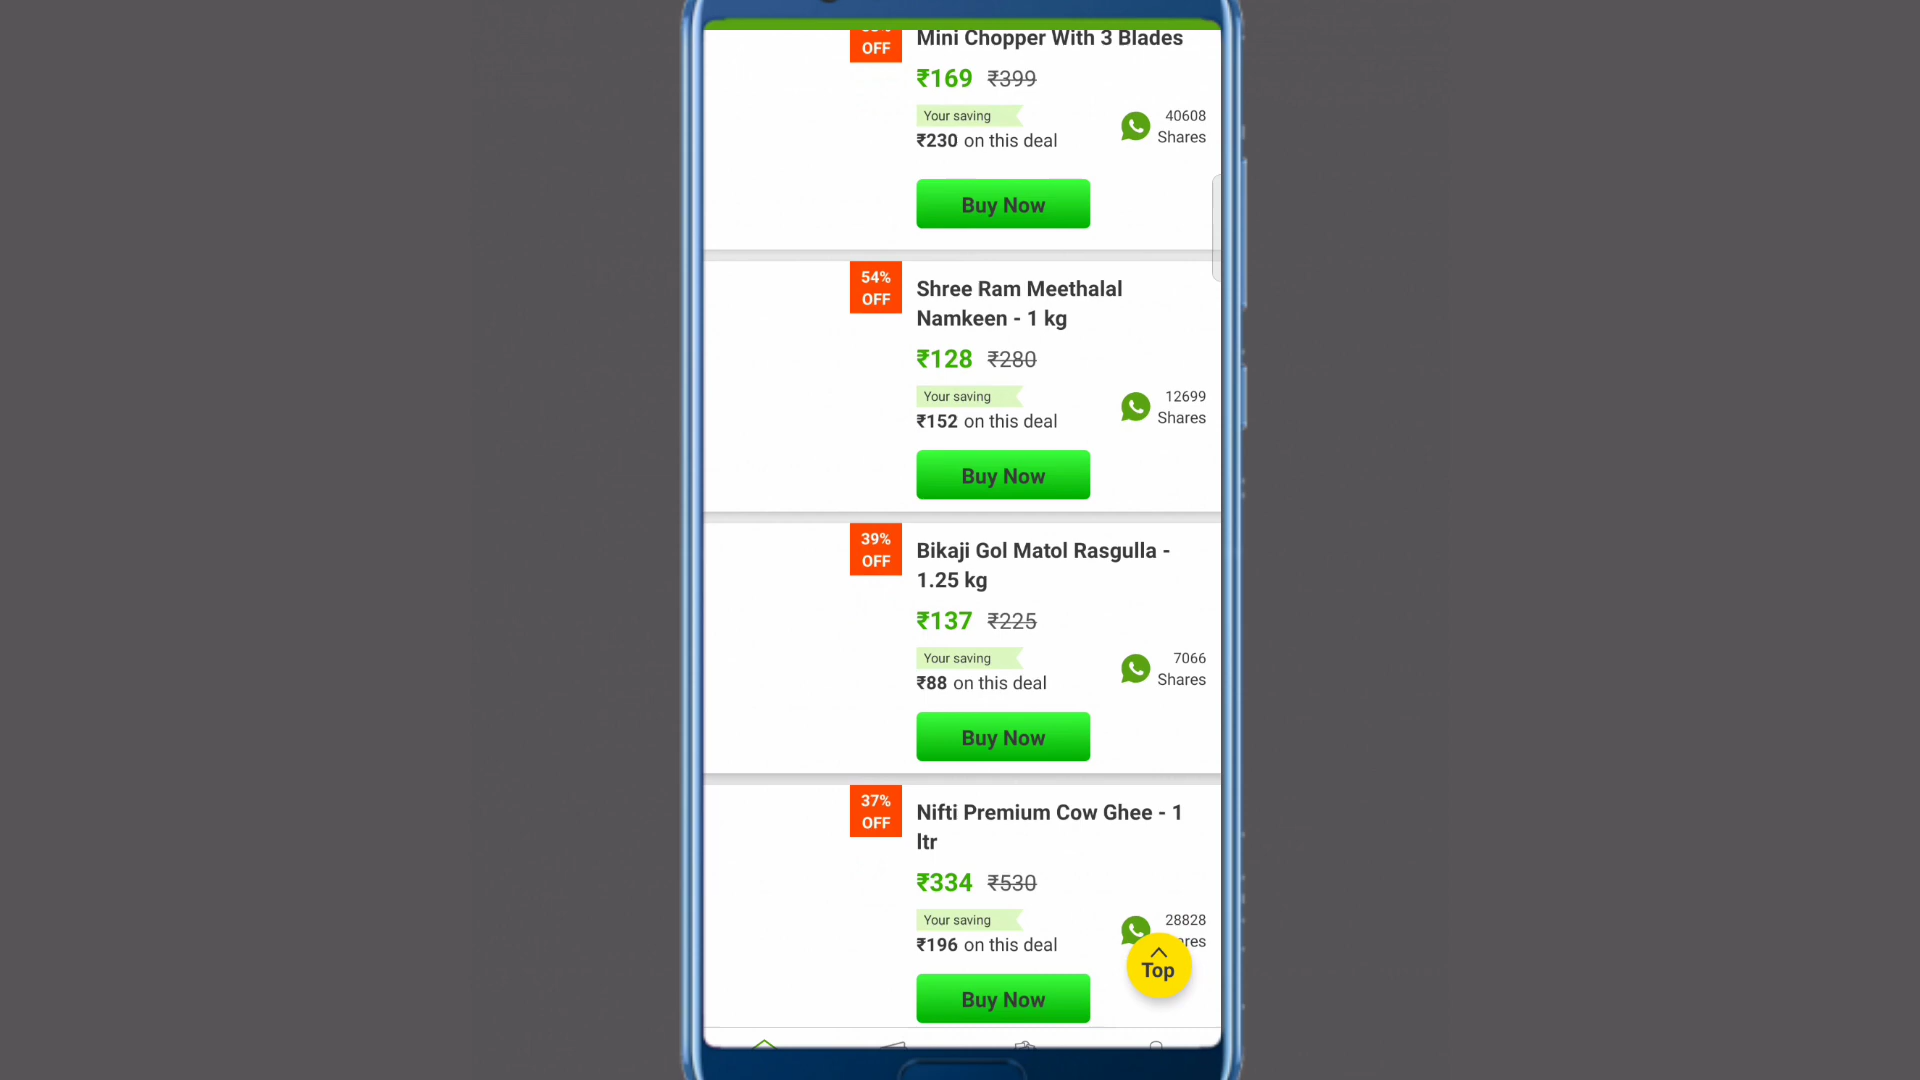 OFF
Mini Chopper With 3 Blades
₹169 ₹399
Your saving
₹230 on this deal
40608
Shares
Buy Now
54%
OFF
Shree Ram Meethalal
Namkeen - 1 kg
₹128 ₹280
Your saving
₹152 on this deal
12699
Shares
Buy Now
39%
OFF
Bikaji Gol Matol Rasgulla -
1.25 kg
₹137 ₹225
Your saving
₹88 on this deal
7066
Shares
Buy Now
37%
OFF
Nifti Premium Cow Ghee - 1
ltr
₹334 ₹530
Your saving
₹196 on this deal
28828
Top
Buy Now